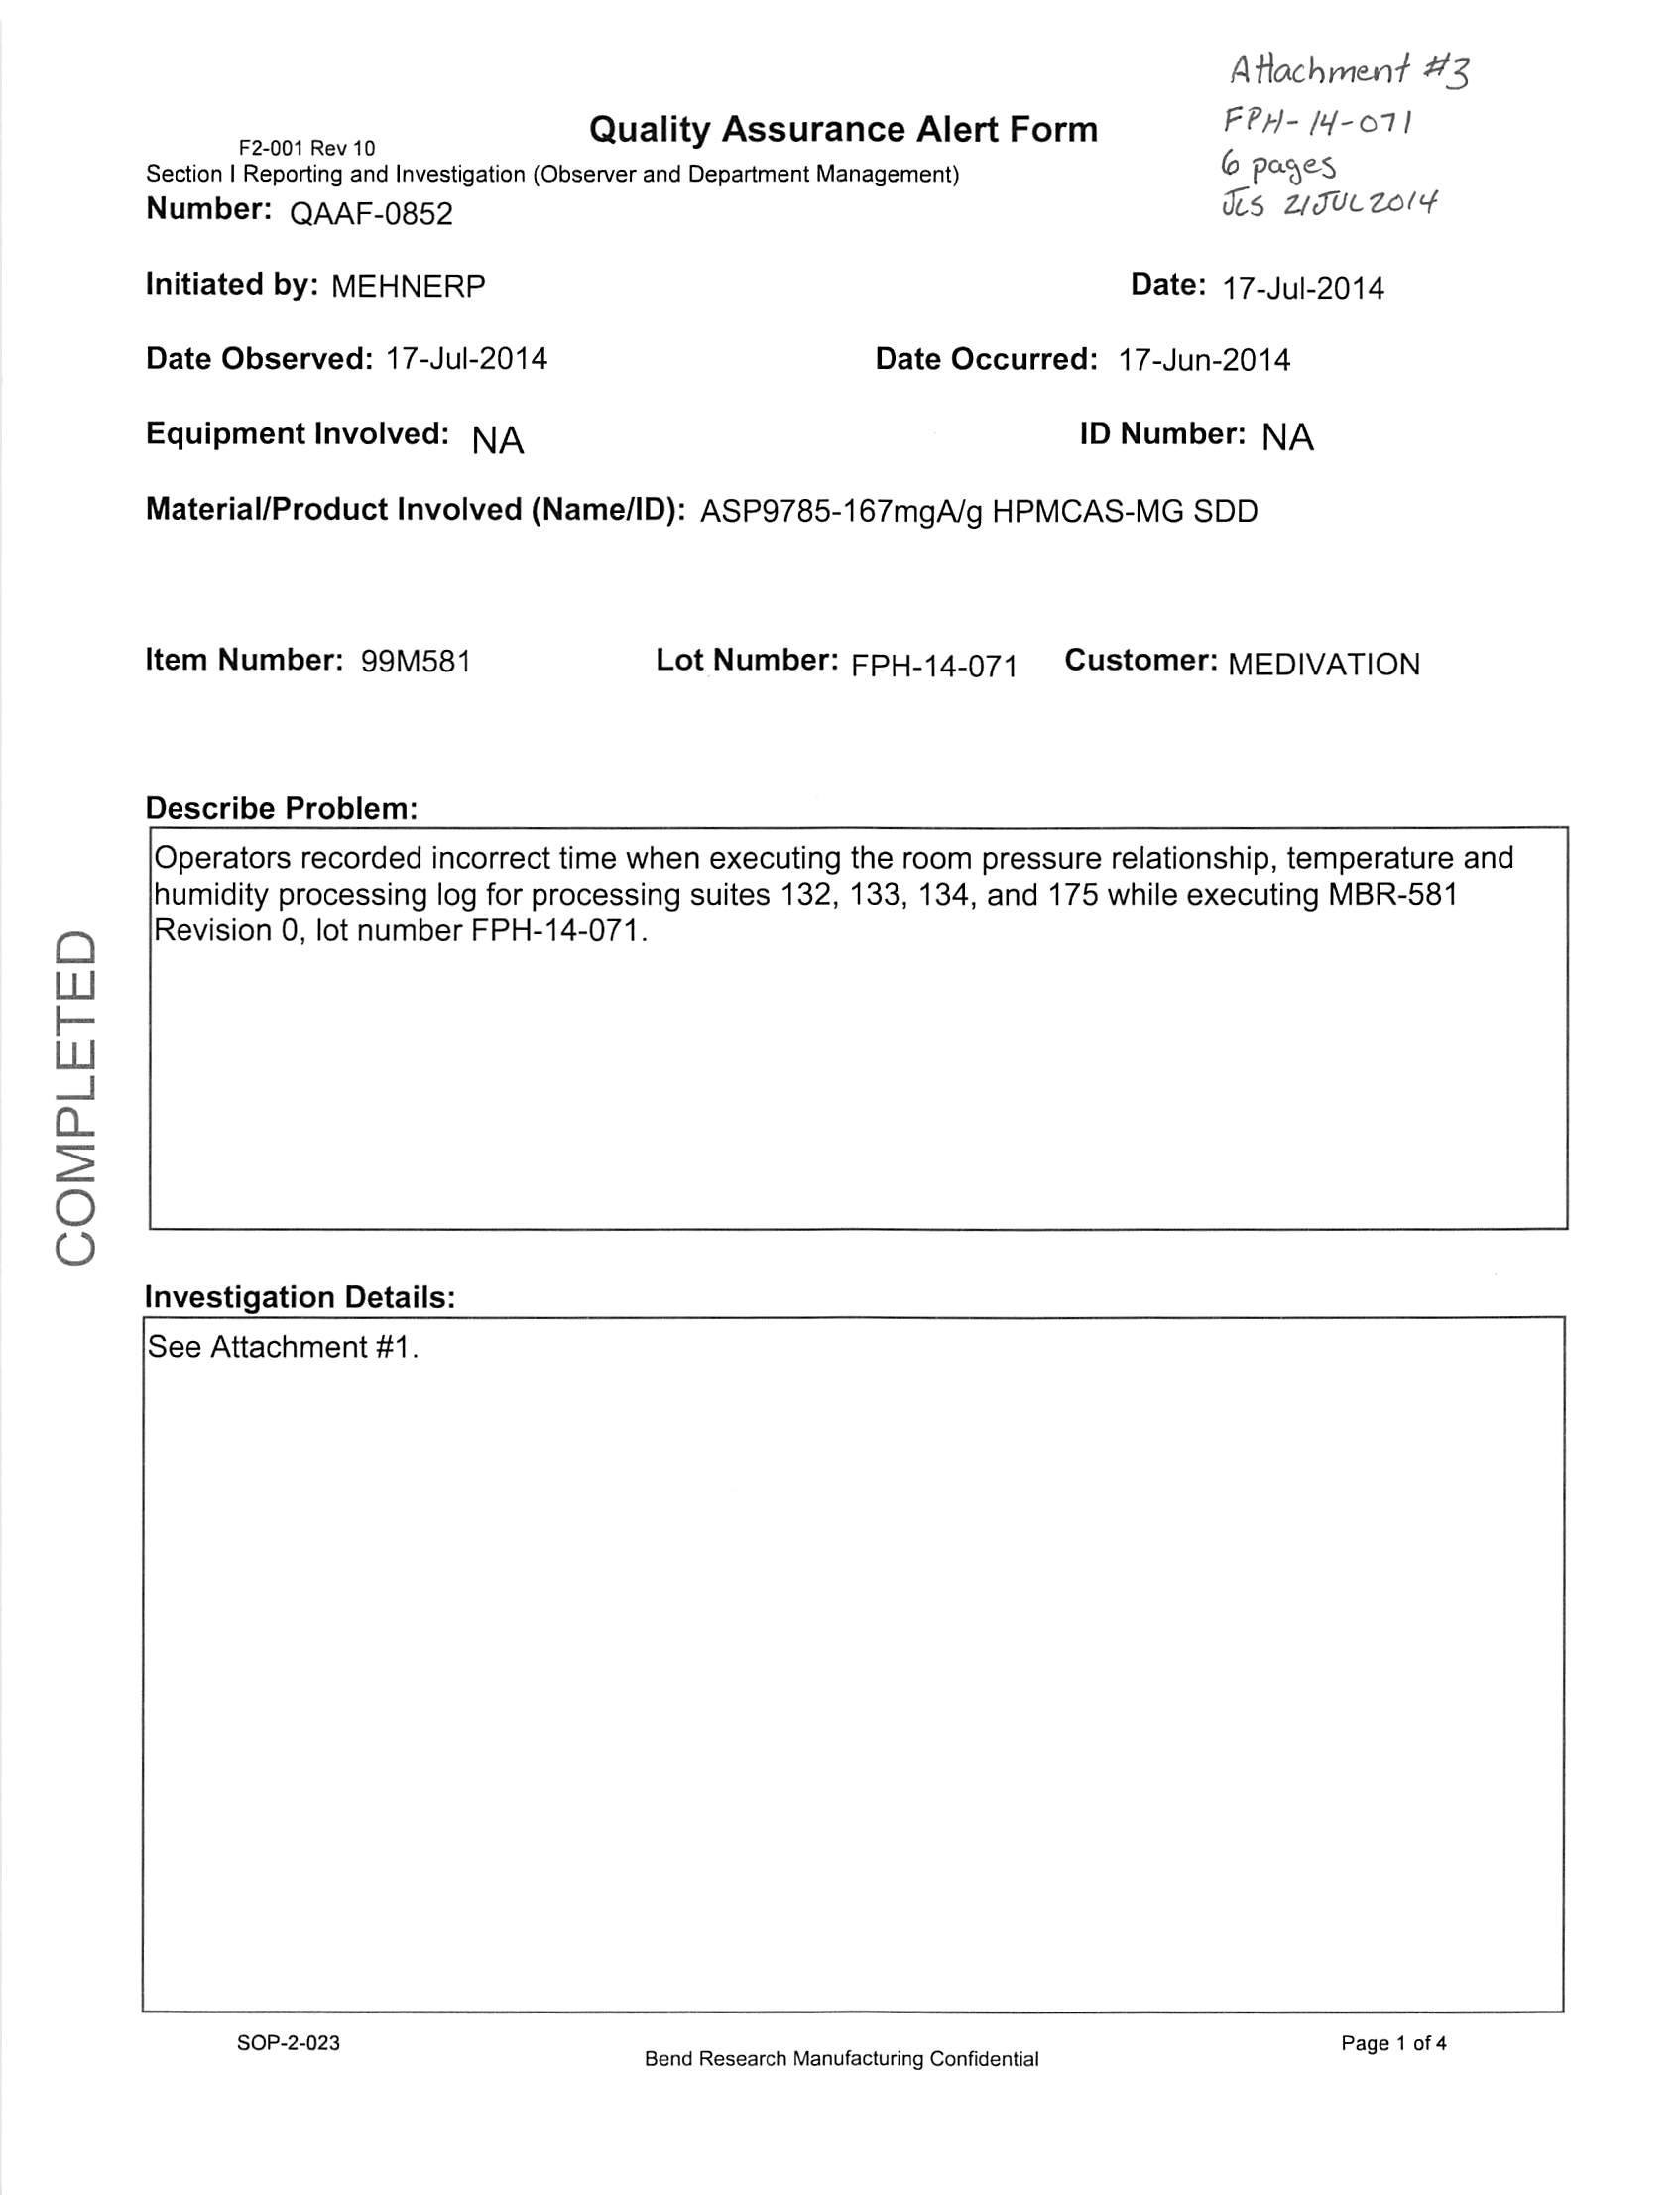 Attachment #3
FPH-14-071
6 pages
JLS 21JUL2014
Quality Assurance Alert Form
F2-001 Rev 10
Section I Reporting and Investigation (Observer and Department Management)
Number: QAAF-0852
Initiated by: MEHNERP Date: 17-Jul-2014
Date Observed: 17-Jul-2014 Date Occurred: 17-Jun-2014
Equipment Involved: NA ID Number: NA
Material/Product Involved (Name/ID): ASP9785-167mgA/g HPMCAS-MG SDD
Item Number: 99M581 Lot Number: FPH-14-071 Customer: MEDIVATION
Describe Problem:
Operators recorded incorrect time when executing the room pressure relationship, temperature and
humidity processing log for processing suites 132, 133, 134, and 175 while executing MBR-581
Revision 0, lot number FPH-14-071.
COMPLETED
Investigation Details:
See Attachment #1.
SOP-2-023
Bend Research Manufacturing Confidential
Page 1 of 4